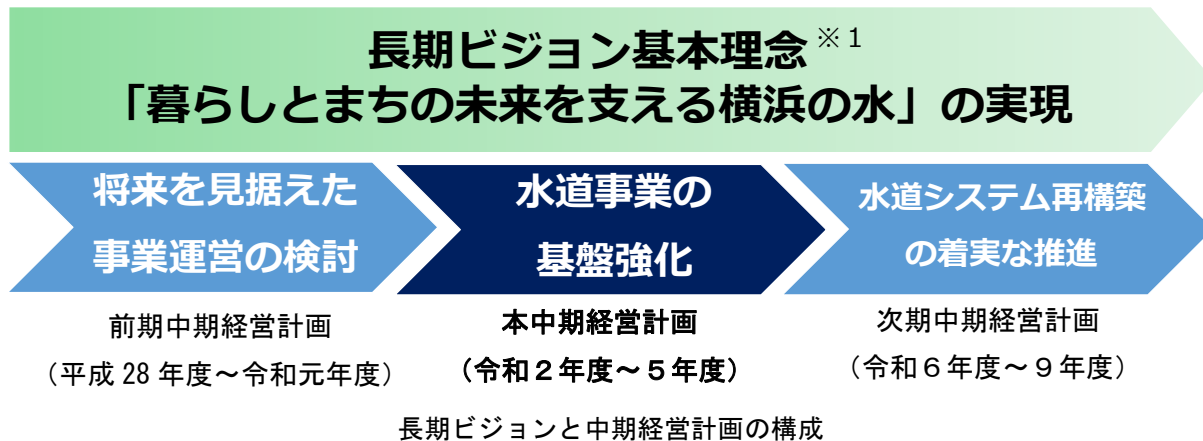 長期ビジョン基本理念※1
「暮らしとまちの未来を支える横浜の水」の実現
将来を見据えた
事業運営の検討
水道事業の
基盤強化
水道システム再構築
の着実な推進
前期中期経営計画
（平成 28 年度～令和元年度）
本中期経営計画
（令和２年度～５年度）
次期中期経営計画
（令和６年度～９年度）
長期ビジョンと中期経営計画の構成